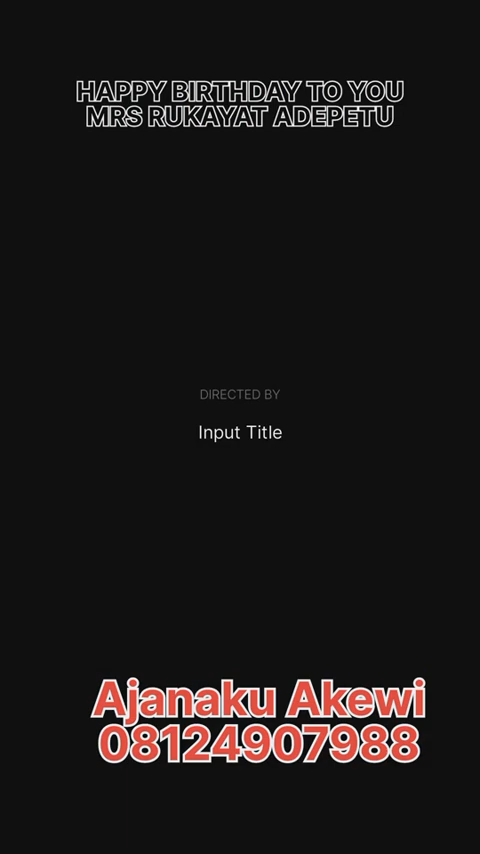 HAPPY BIRTHDAY TO YOU
MRS RUKAYAT ADEPETU
DIRECTED BY
Input Title
Ajanaku Akewi
08124907988